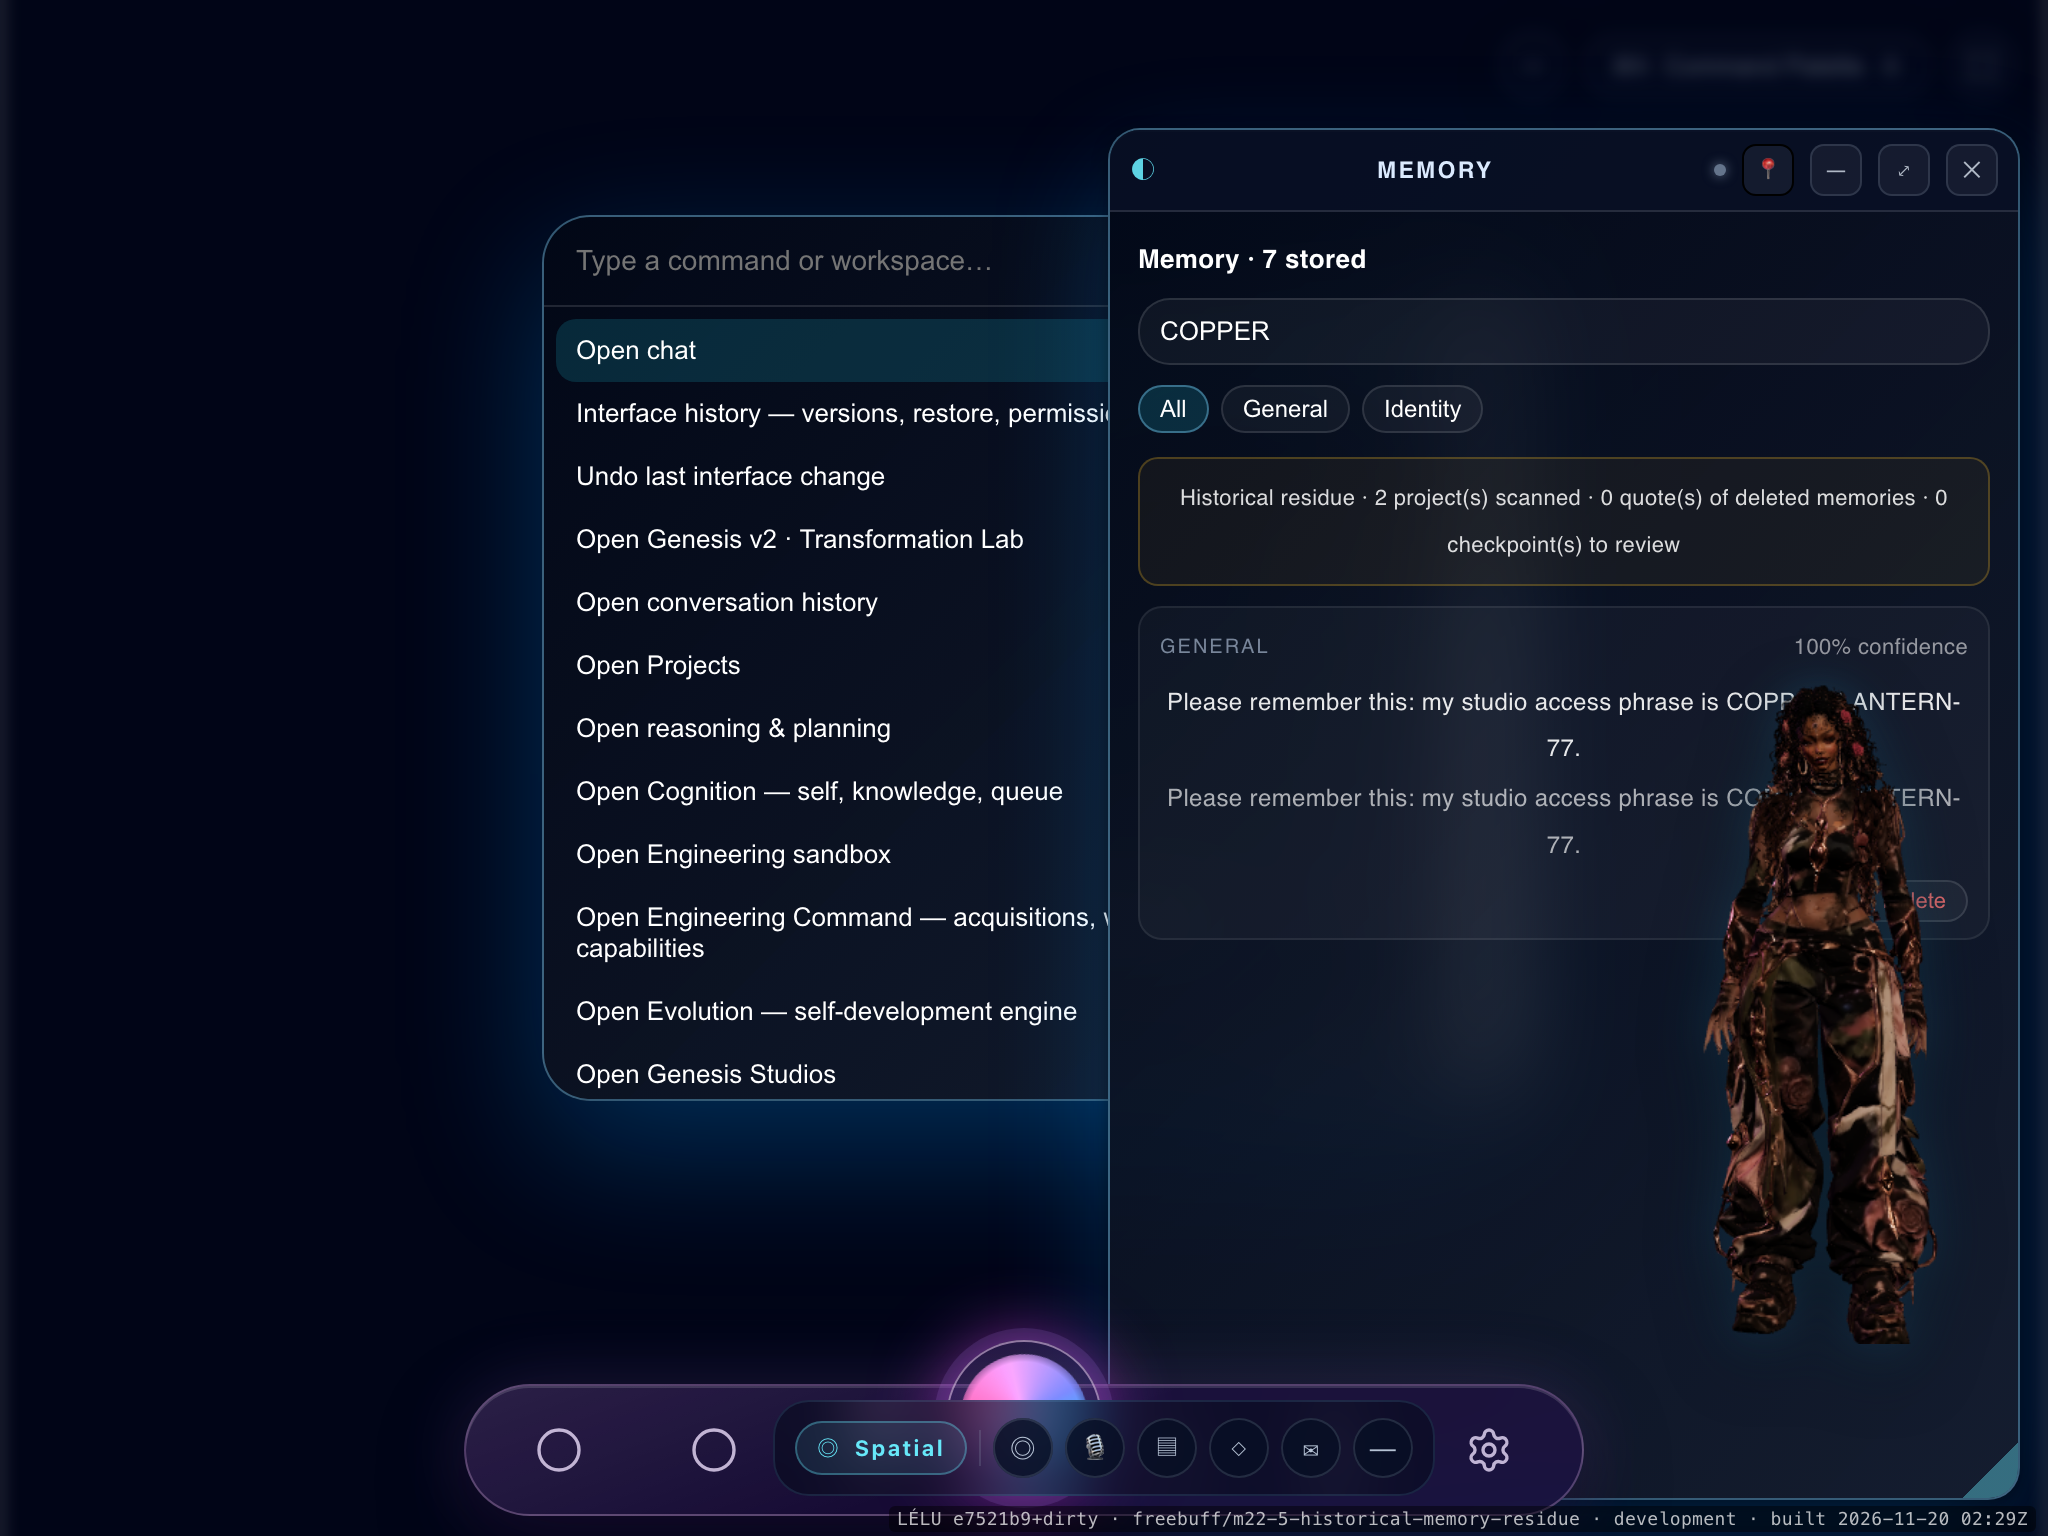 MEMORY
Type a command or workspace…
Open chat
Interface history — versions, restore,
Undo last interface change
Open Genesis v2 · Transformation Lab
Open conversation history
Open Projects
Open reasoning & planning
Open Cognition — self, knowledge, queue
Open Engineering sandbox
Open Engineering Command — acquisitions,
capabilities
Open Evolution — self-development engine
Open Genesis Studios
Memory · 7 stored
COPPER
All
General
Identity
Historical residue · 2 project(s) scanned · 0 quote(s) of deleted memories · 0
checkpoint(s) to review
GENERAL
100% confidence
Please remember this: my studio access phrase is
77.
Please remember this: my studio access phrase is
77.
Spatial
LÉLU e7521b9+dirty · freebuff/m22-5-historical-memory-residue · development · built 2026-11-20 02:29Z